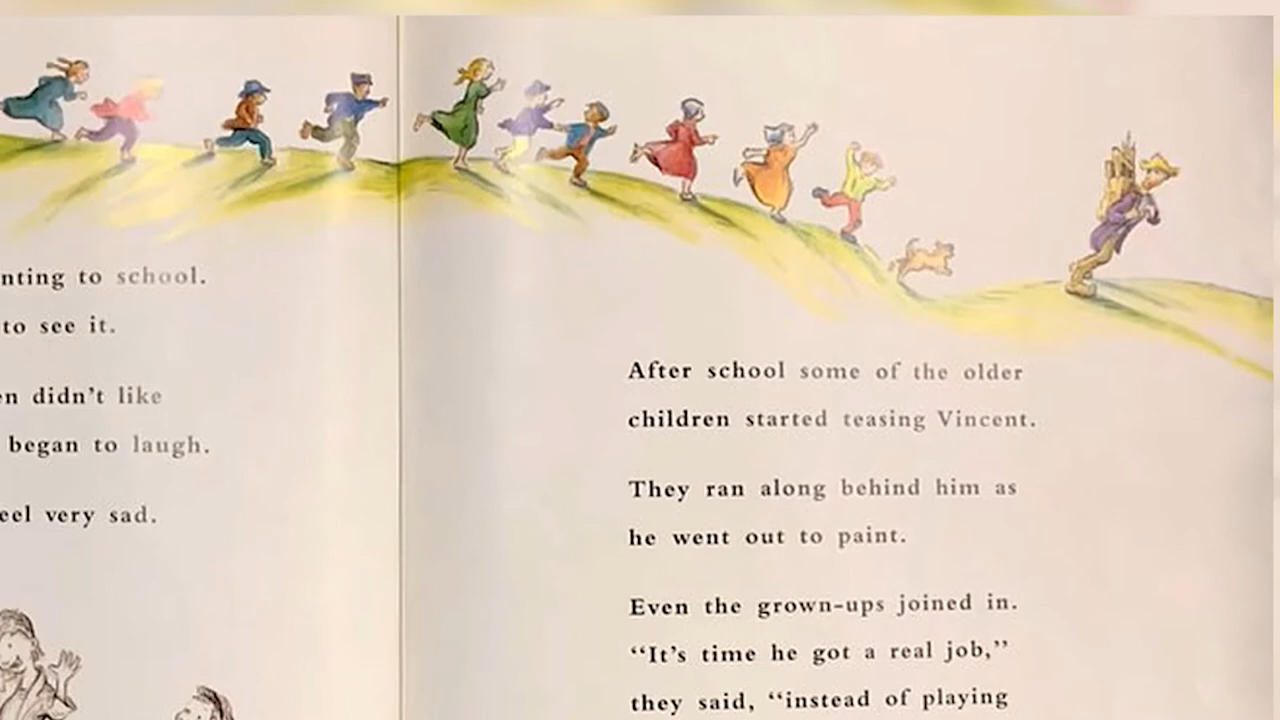 nting to school.
to see it.
en didn't like
began to laugh.
eel very sad.
After school some of the older
children started teasing Vincent.
They ran along behind him as
he went out to paint.
Even the grown-ups joined in.
“It's time he got a real job,”
they said, “instead of playing